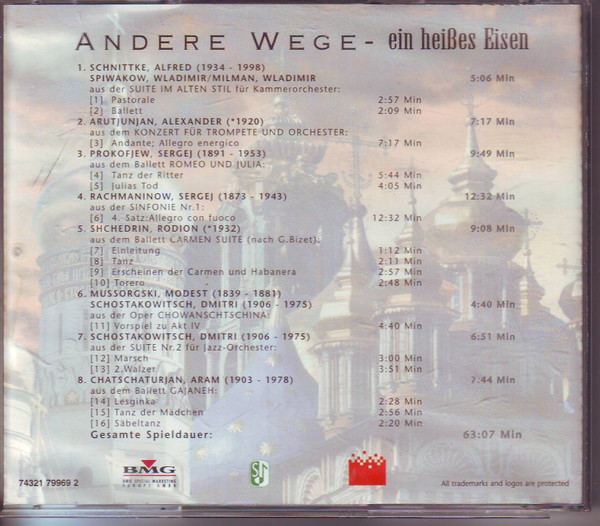 ANDERE WEGE - ein heißes Eisen
1. SCHNITTKE, ALFRED (1934 - 1998)
SPIWAKOW, WLADIMIR/MILMAN, WLADIMIR 5:06 Min
aus der SUITE IM ALTEN STIL für Kammerorchester:
[1] Pastorale 2:57 Min
[2] Ballett 2:09 Min
2. ARUTJUNJAN, ALEXANDER (*1920) 7:17 Min
aus dem KONZERT FÜR TROMPETE UND ORCHESTER:
[3] Andante; Allegro energico 7:17 Min
3. PROKOFJEW, SERGEJ (1891 - 1953) 9:49 Min
aus dem Ballett ROMEO UND JULIA:
[4] Tanz der Ritter 5:44 Min
[5] Julias Tod 4:05 Min
4. RACHMANINOW, SERGEJ (1873 - 1943) 12:32 Min
aus der SINFONIE Nr.1:
[6] 4. Satz:Allegro con fuoco 12:32 Min
5. SHCHEDRIN, RODION (*1932) 9:08 Min
aus dem Ballett CARMEN SUITE (nach G.Bizet):
[7] Einleitung 1:12 Min
[8] Tanz 2:11 Min
[9] Erscheinen der Carmen und Habanera 2:57 Min
[10] Torero 2:48 Min
6. MUSSORGSKI, MODEST (1839 - 1881)
SCHOSTAKOWITSCH, DMITRI (1906 - 1975) 4:40 Min
aus der Oper CHOWANSCHTSCHINA:
[11] Vorspiel zu Akt IV 4:40 Min
7. SCHOSTAKOWITSCH, DMITRI (1906 - 1975) 6:51 Min
aus der SUITE Nr.2 für Jazz-Orchester:
[12] Marsch 3:00 Min
[13] 2.Walzer 3:51 Min
8. CHATSCHATURJAN, ARAM (1903 - 1978) 7:44 Min
aus dem Ballett GAJANEH:
[14] Lesginka 2:28 Min
[15] Tanz der Mädchen 2:56 Min
[16] Säbeltanz 2:20 Min
Gesamte Spieldauer: 63:07 Min
BMG
BMG SPECIAL MARKETING
74321 79969 2
All trademarks and logos are protected